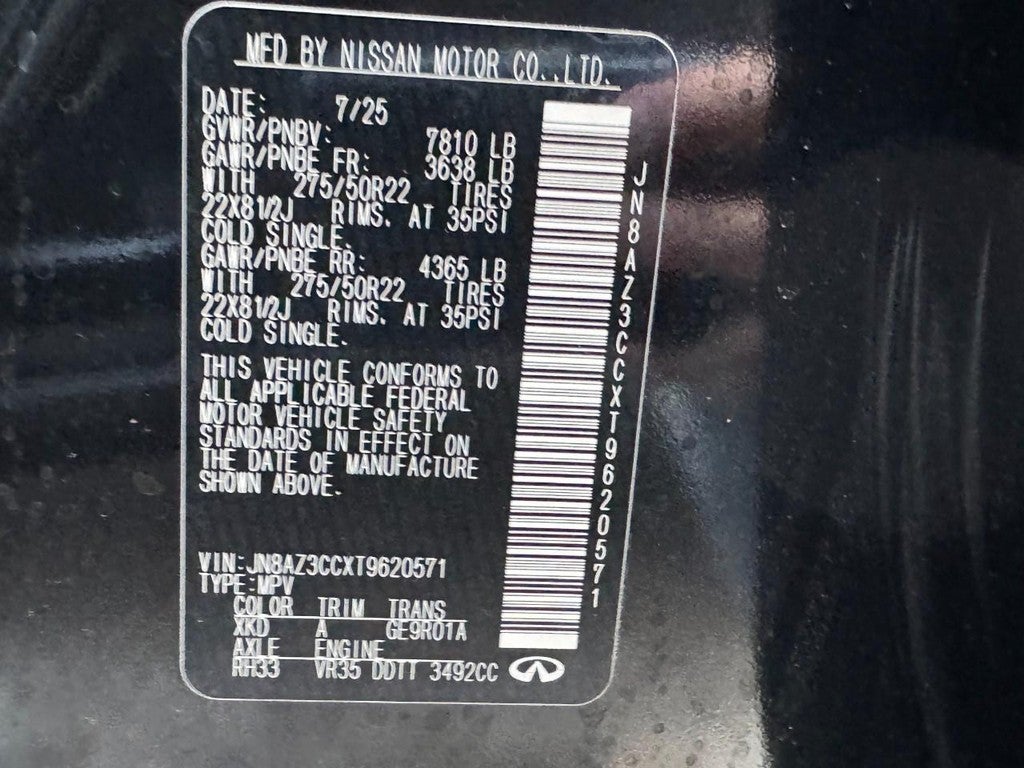 MFD BY NISSAN MOTOR CO.,LTD.
DATE: 7/25
GVWR/PNBV: 7810 LB
GAWR/PNBE FR: 3638 LB
WITH 275/50R22 TIRES
22X81/2J RIMS. AT 35PSI
COLD SINGLE.
GAWR/PNBE RR: 4365 LB
WITH 275/50R22 TIRES
22X81/2J RIMS. AT 35PSI
COLD SINGLE.
THIS VEHICLE CONFORMS TO
ALL APPLICABLE FEDERAL
MOTOR VEHICLE SAFETY
STANDARDS IN EFFECT ON
THE DATE OF MANUFACTURE
SHOWN ABOVE.
VIN:JN8AZ3CCXT9620571
TYPE:MPV
COLOR TRIM TRANS
XKD A GE9R01A
AXLE ENGINE
RH33 VR35 DDTT 3492CC
JN8AZ3CCXT9620571